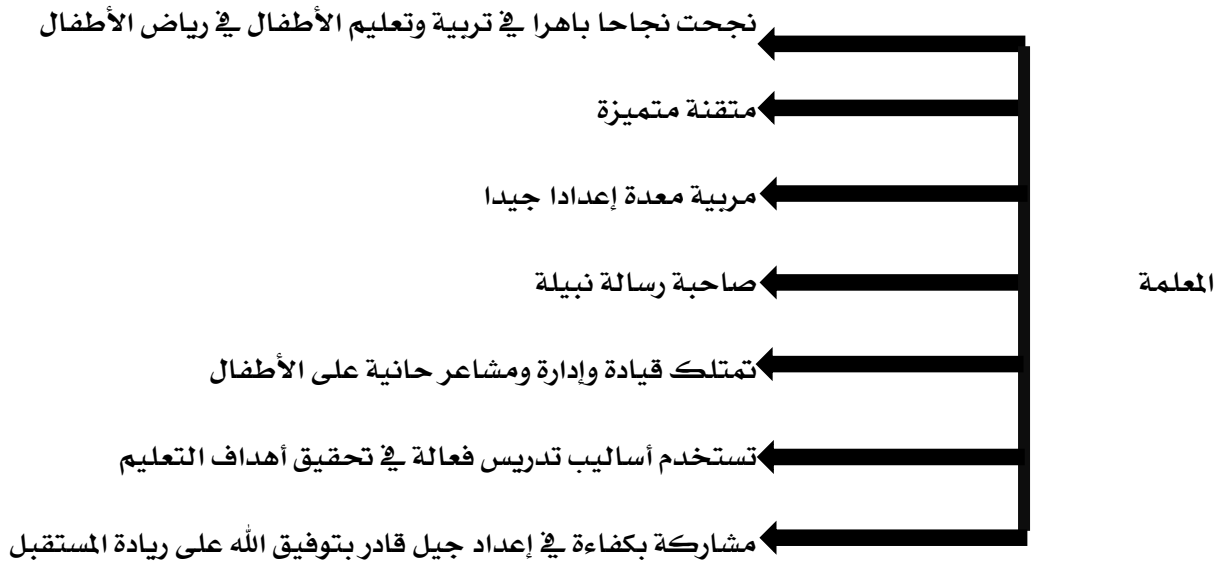 نجحت نجاحا باهرا في تربية وتعليم الأطفال في رياض الأطفال
متقنة متميزة
مربية معدة إعدادا جيدا
المعلمة
صاحبة رسالة نبيلة
تمتلك قيادة وإدارة ومشاعر حانية على الأطفال
تستخدم أساليب تدريس فعالة في تحقيق أهداف التعليم
مشاركة بكفاءة في إعداد جيل قادر بتوفيق الله على ريادة المستقبل